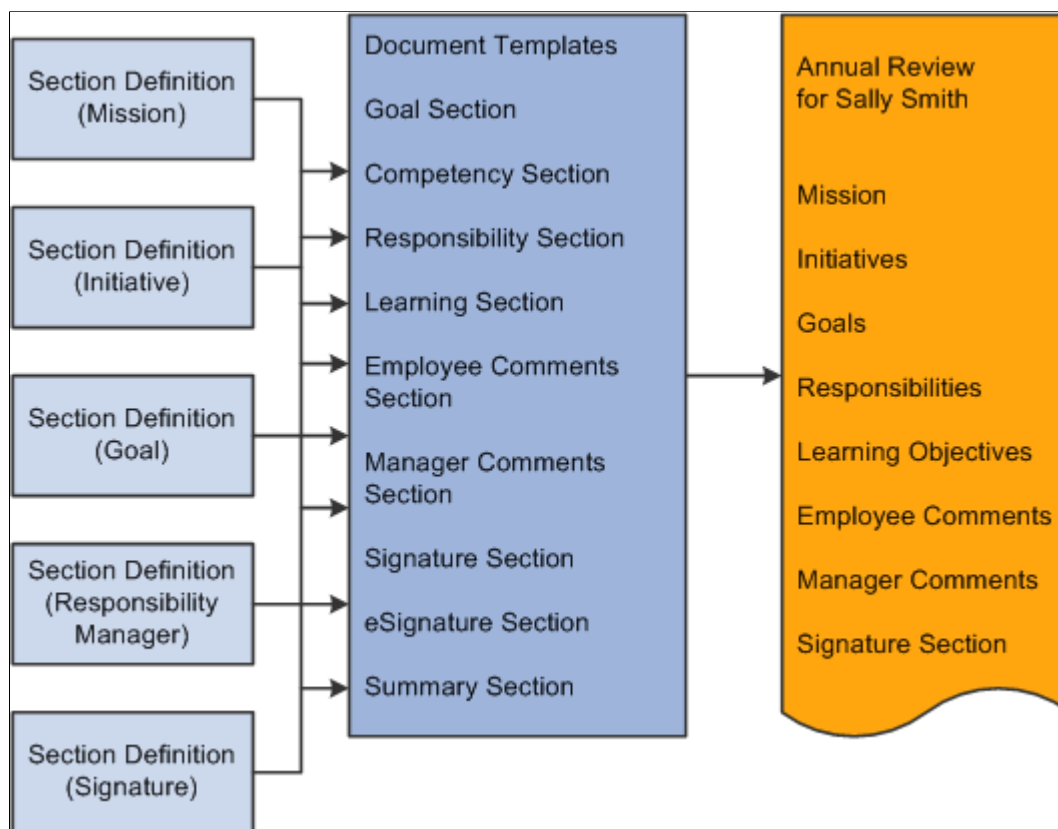 Section Definition
(Mission)
Section Definition
(Initiative)
Section Definition
(Goal)
Section Definition
(Responsibility
Manager)
Section Definition
(Signature)
Document Templates
Goal Section
Competency Section
Responsibility Section
Learning Section
Employee Comments
Section
Manager Comments
Section
Signature Section
eSignature Section
Summary Section
Annual Review
for Sally Smith
Mission
Initiatives
Goals
Responsibilities
Learning Objectives
Employee Comments
Manager Comments
Signature Section